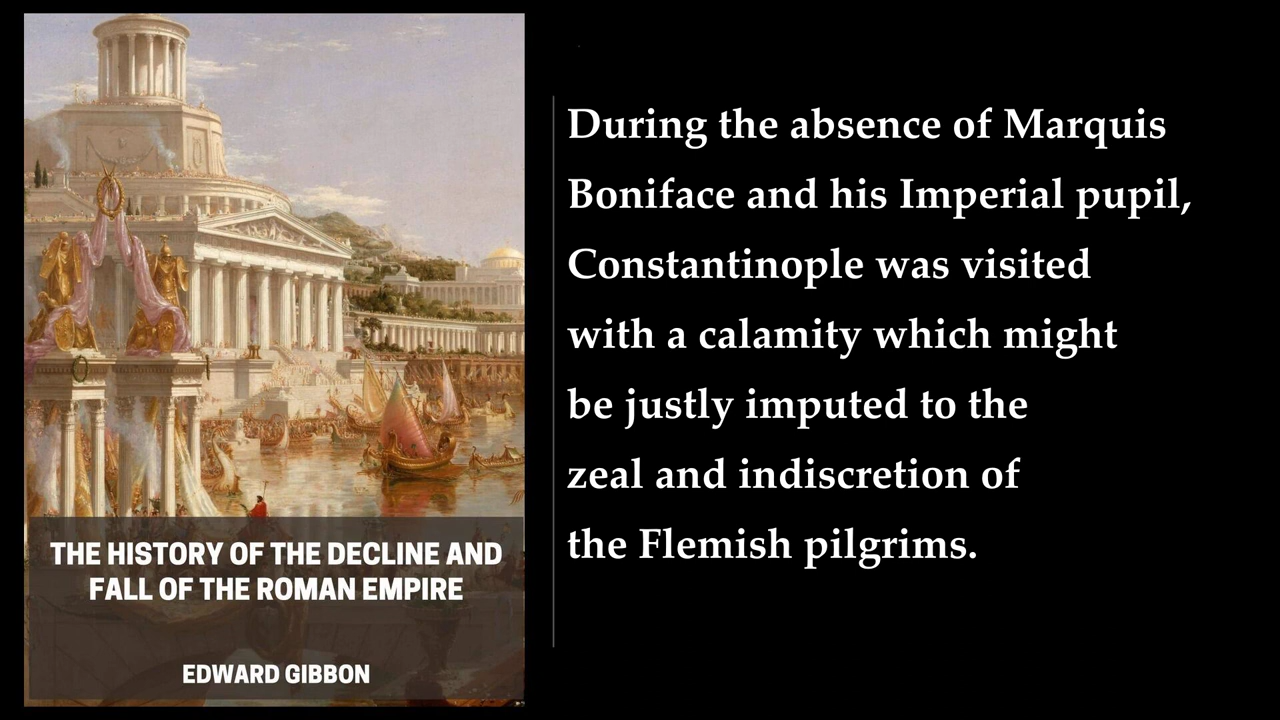 THE HISTORY OF THE DECLINE AND
FALL OF THE ROMAN EMPIRE
EDWARD GIBBON
During the absence of Marquis
Boniface and his Imperial pupil,
Constantinople was visited
with a calamity which might
be justly imputed to the
zeal and indiscretion of
the Flemish pilgrims.